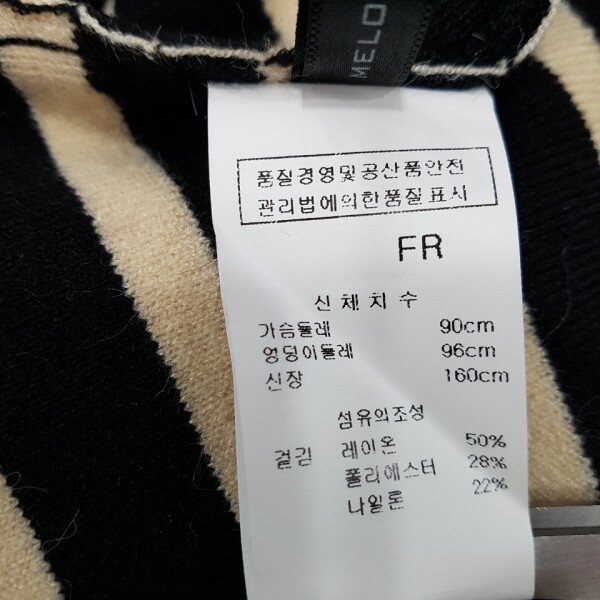 MELO
품질경영및공산품안전
관리법에의한품질표시
FR
신체치수
가슴둘레 90cm
엉덩이둘레 96cm
신장 160cm
섬유의조성
겉감 레이온 50%
폴리에스터 28%
나일론 22%